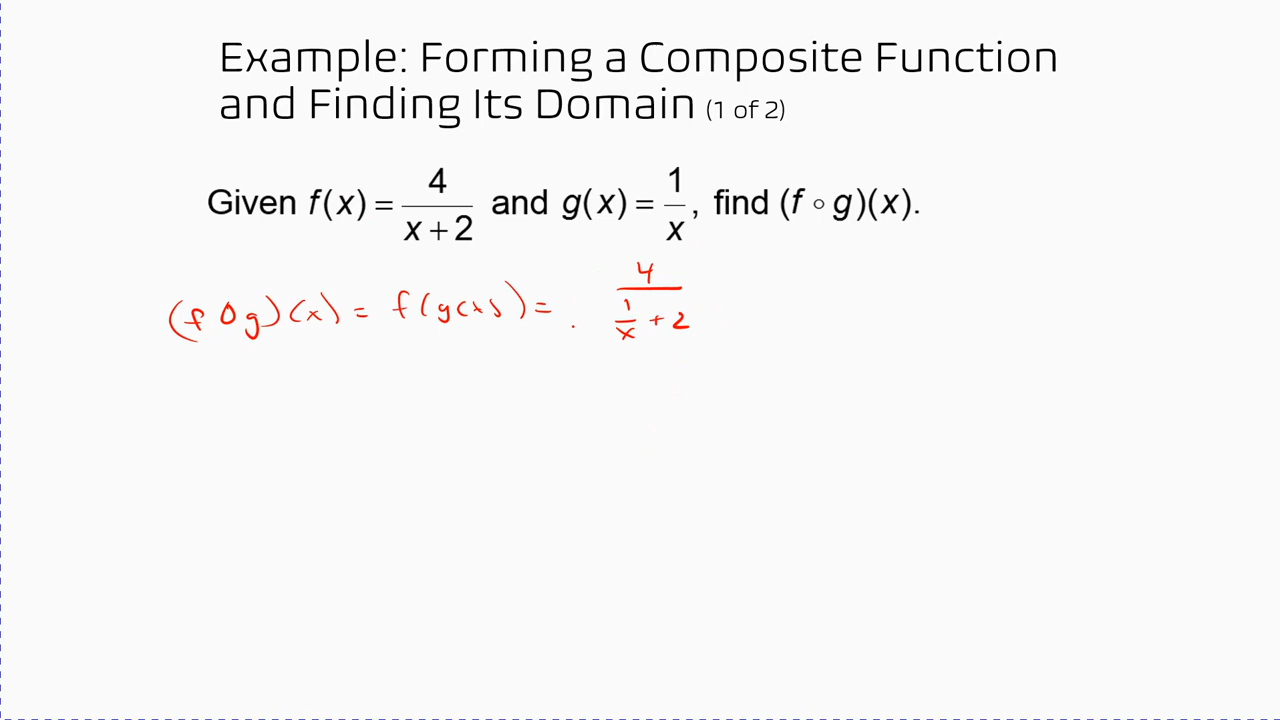 Example: Forming a Composite Function
and Finding Its Domain (1 of 2)
Given f(x) = 4/(x + 2) and g(x) = 1/x, find (f ∘ g)(x).
(f ∘ g)(x) = f(g(x)) = 4/(1/x + 2)